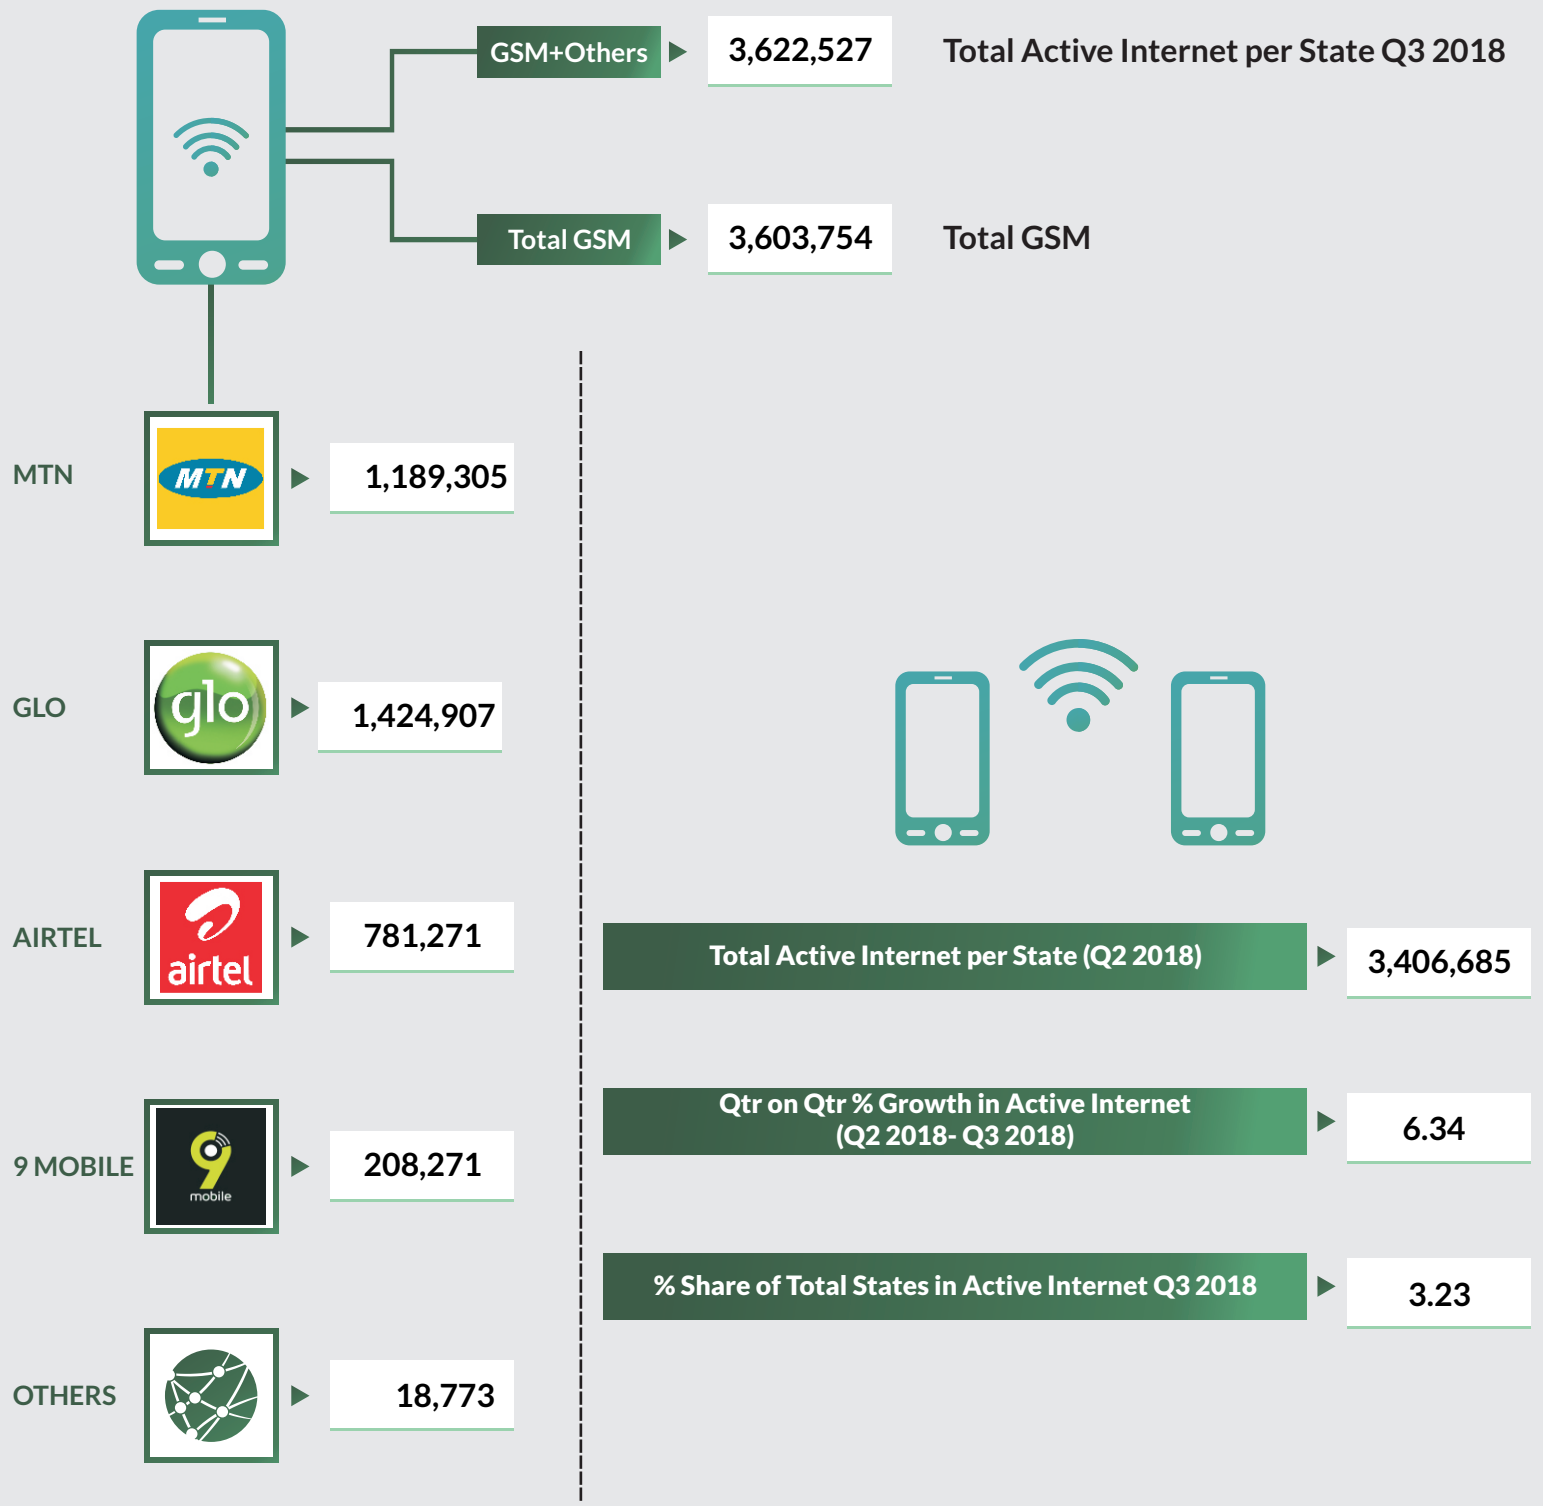 GSM+Others
3,622,527
Total Active Internet per State Q3 2018
Total GSM
3,603,754
Total GSM
MTN
MTN
1,189,305
GLO
glo
1,424,907
AIRTEL
airtel
781,271
9 MOBILE
9
mobile
208,271
OTHERS
18,773
Total Active Internet per State (Q2 2018)
3,406,685
Qtr on Qtr % Growth in Active Internet
(Q2 2018- Q3 2018)
6.34
% Share of Total States in Active Internet Q3 2018
3.23